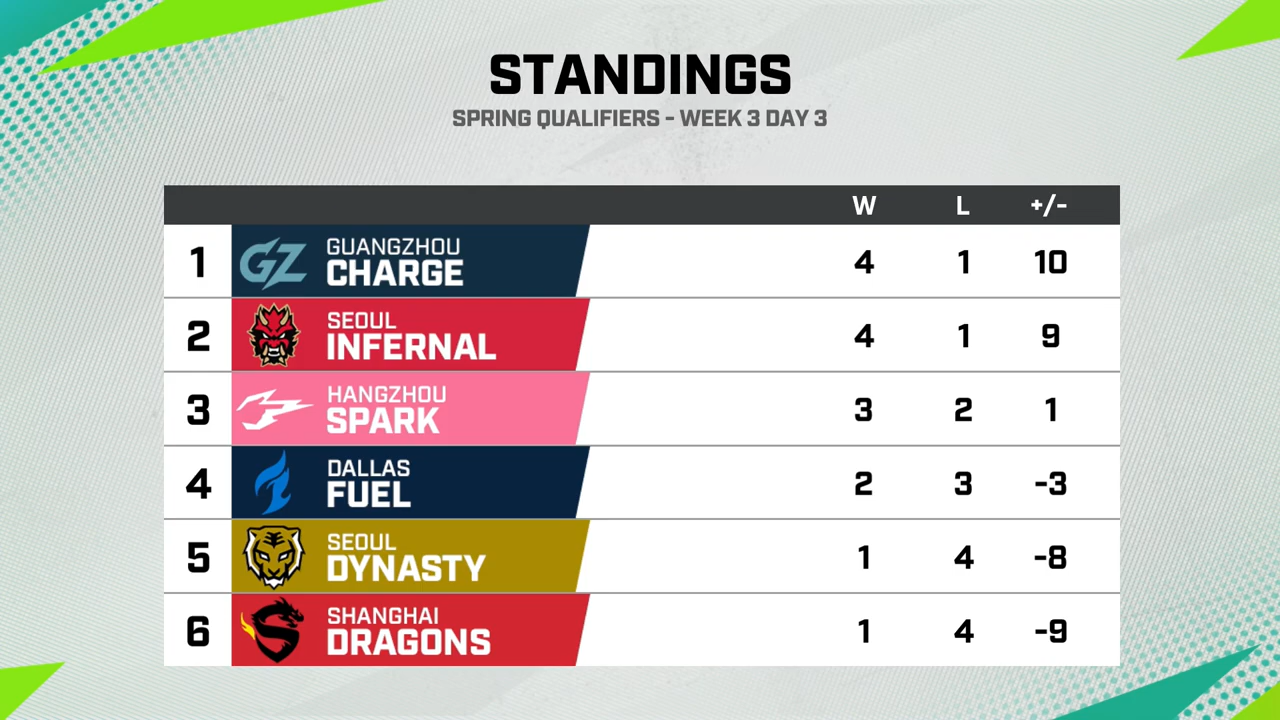 STANDINGS
SPRING QUALIFIERS - WEEK 3 DAY 3
W L +/-
1 GZ GUANGZHOU CHARGE 4 1 10
2 SEOUL INFERNAL 4 1 9
3 HANGZHOU SPARK 3 2 1
4 DALLAS FUEL 2 3 -3
5 SEOUL DYNASTY 1 4 -8
6 SHANGHAI DRAGONS 1 4 -9